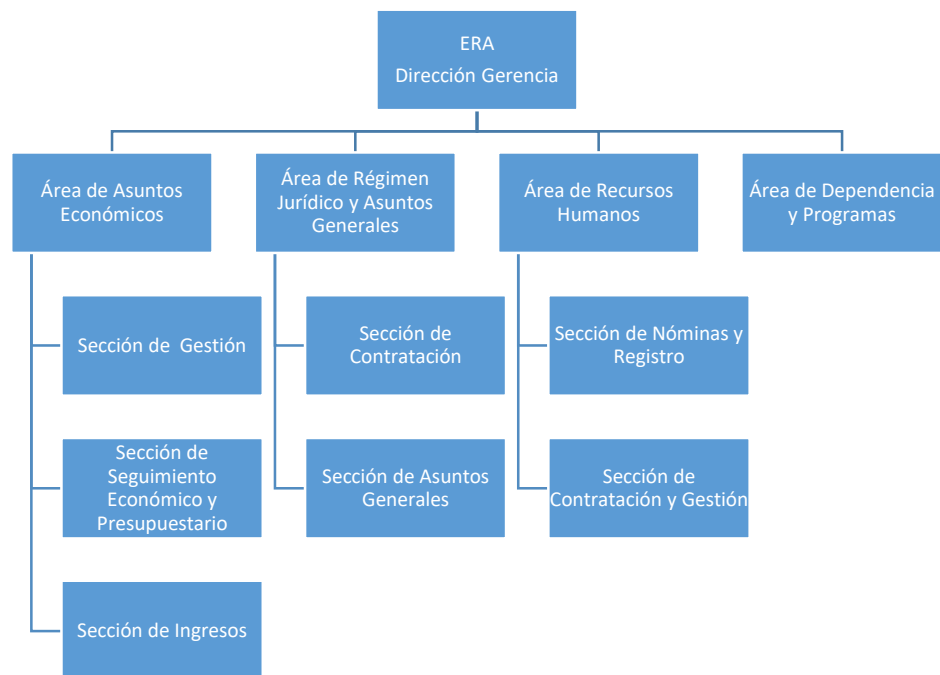 ERA
Dirección Gerencia
Área de Asuntos
Económicos
Área de Régimen
Jurídico y Asuntos
Generales
Área de Recursos
Humanos
Área de Dependencia
y Programas
Sección de Gestión
Sección de
Contratación
Sección de Nóminas y
Registro
Sección de
Seguimiento
Económico y
Presupuestario
Sección de Asuntos
Generales
Sección de
Contratación y Gestión
Sección de Ingresos